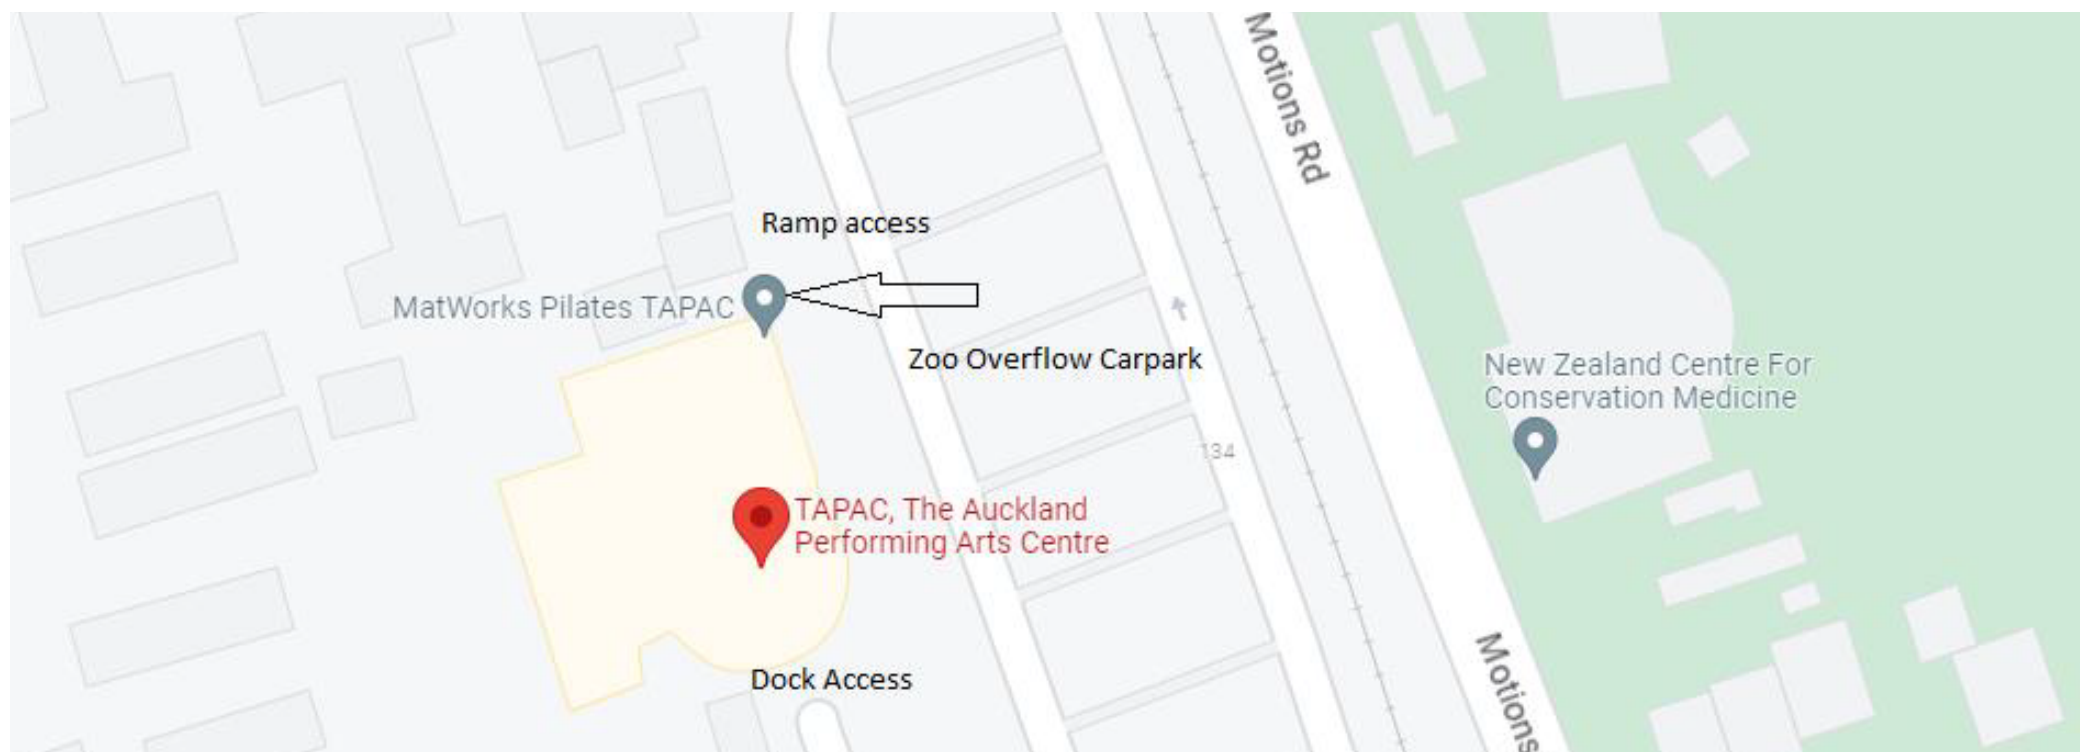 Motions Rd
Ramp access
MatWorks Pilates TAPAC
Zoo Overflow Carpark
New Zealand Centre For
Conservation Medicine
134
TAPAC, The Auckland
Performing Arts Centre
Dock Access
Motions